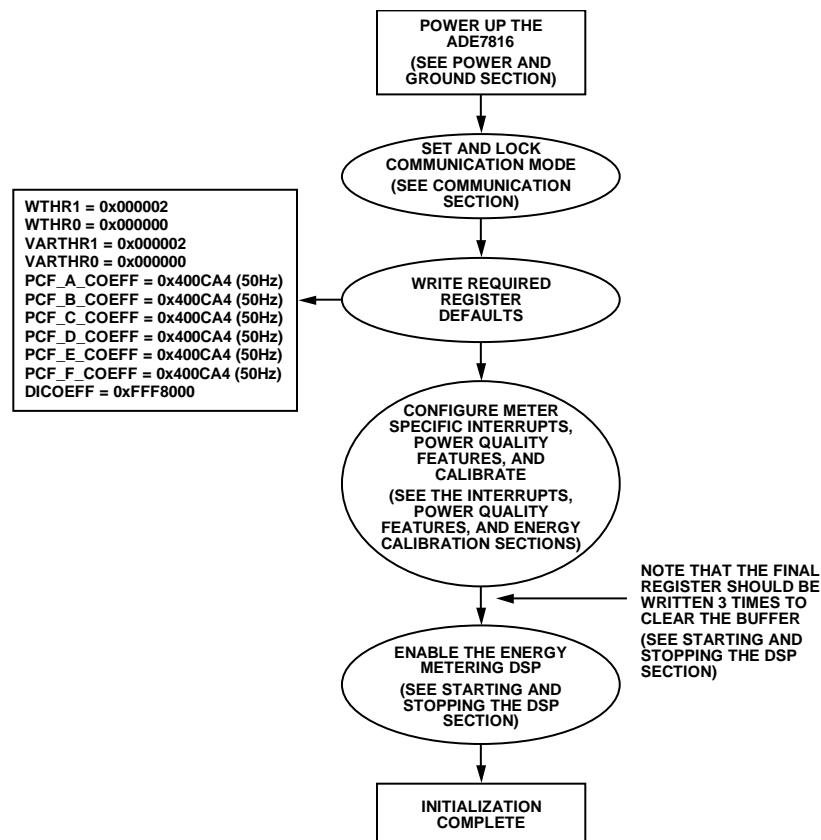 POWER UP THE
ADE7816
(SEE POWER AND
GROUND SECTION)
SET AND LOCK
COMMUNICATION MODE
(SEE COMMUNICATION
SECTION)
WTHR1 = 0x000002
WTHR0 = 0x000000
VARTHR1 = 0x000002
VARTHR0 = 0x000000
PCF_A_COEFF = 0x400CA4 (50Hz)
PCF_B_COEFF = 0x400CA4 (50Hz)
PCF_C_COEFF = 0x400CA4 (50Hz)
PCF_D_COEFF = 0x400CA4 (50Hz)
PCF_E_COEFF = 0x400CA4 (50Hz)
PCF_F_COEFF = 0x400CA4 (50Hz)
DICOEFF = 0xFFF8000
WRITE REQUIRED
REGISTER
DEFAULTS
CONFIGURE METER
SPECIFIC INTERRUPTS,
POWER QUALITY
FEATURES, AND
CALIBRATE
(SEE THE INTERRUPTS,
POWER QUALITY
FEATURES, AND ENERGY
CALIBRATION SECTIONS)
NOTE THAT THE FINAL
REGISTER SHOULD BE
WRITTEN 3 TIMES TO
CLEAR THE BUFFER
(SEE STARTING AND
STOPPING THE DSP
SECTION)
ENABLE THE ENERGY
METERING DSP
(SEE STARTING AND
STOPPING THE DSP
SECTION)
INITIALIZATION
COMPLETE